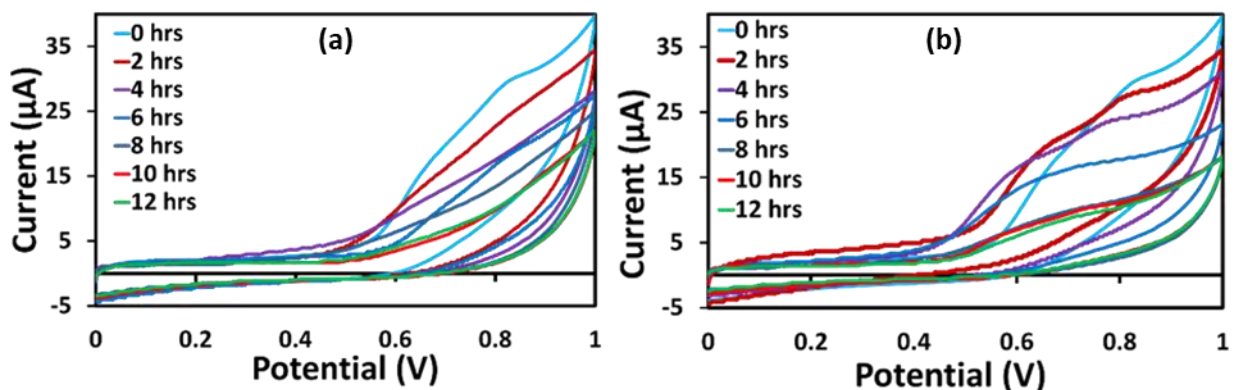 (a)
Current (µA)
35
25
15
5
-5
0 hrs
2 hrs
4 hrs
6 hrs
8 hrs
10 hrs
12 hrs
0 0.2 0.4 0.6 0.8 1
Potential (V)
(b)
Current (µA)
35
25
15
5
-5
0 hrs
2 hrs
4 hrs
6 hrs
8 hrs
10 hrs
12 hrs
0 0.2 0.4 0.6 0.8 1
Potential (V)